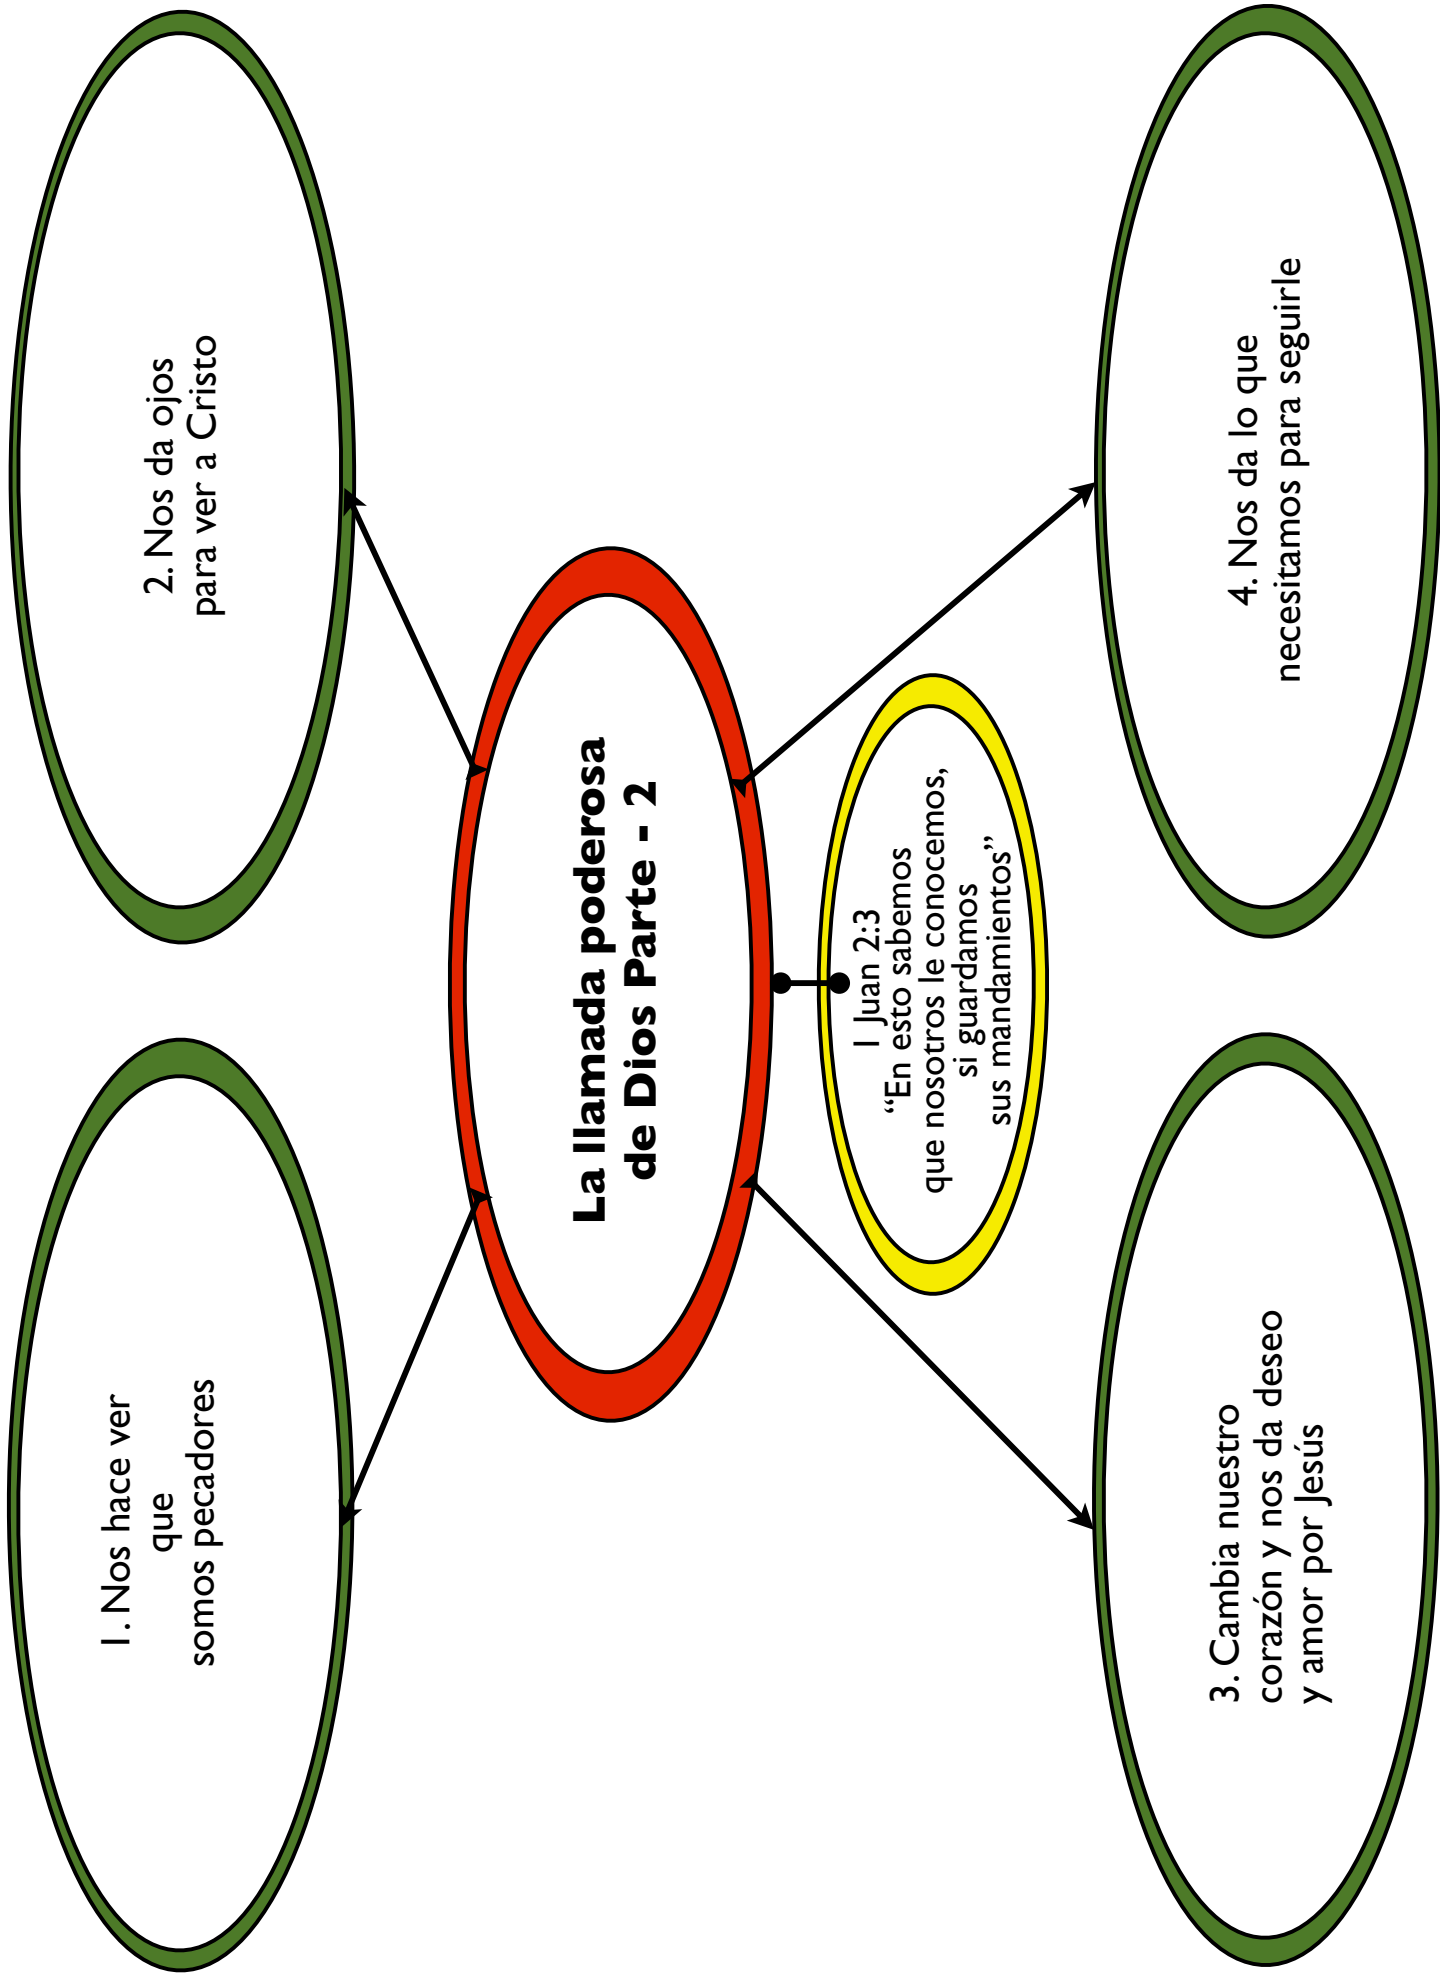 1. Nos hace ver
que
somos pecadores
2. Nos da ojos
para ver a Cristo
La llamada poderosa
de Dios Parte - 2
1 Juan 2:3
“En esto sabemos
que nosotros le conocemos,
si guardamos
sus mandamientos”
3. Cambia nuestro
corazón y nos da deseo
y amor por Jesús
4. Nos da lo que
necesitamos para seguirle